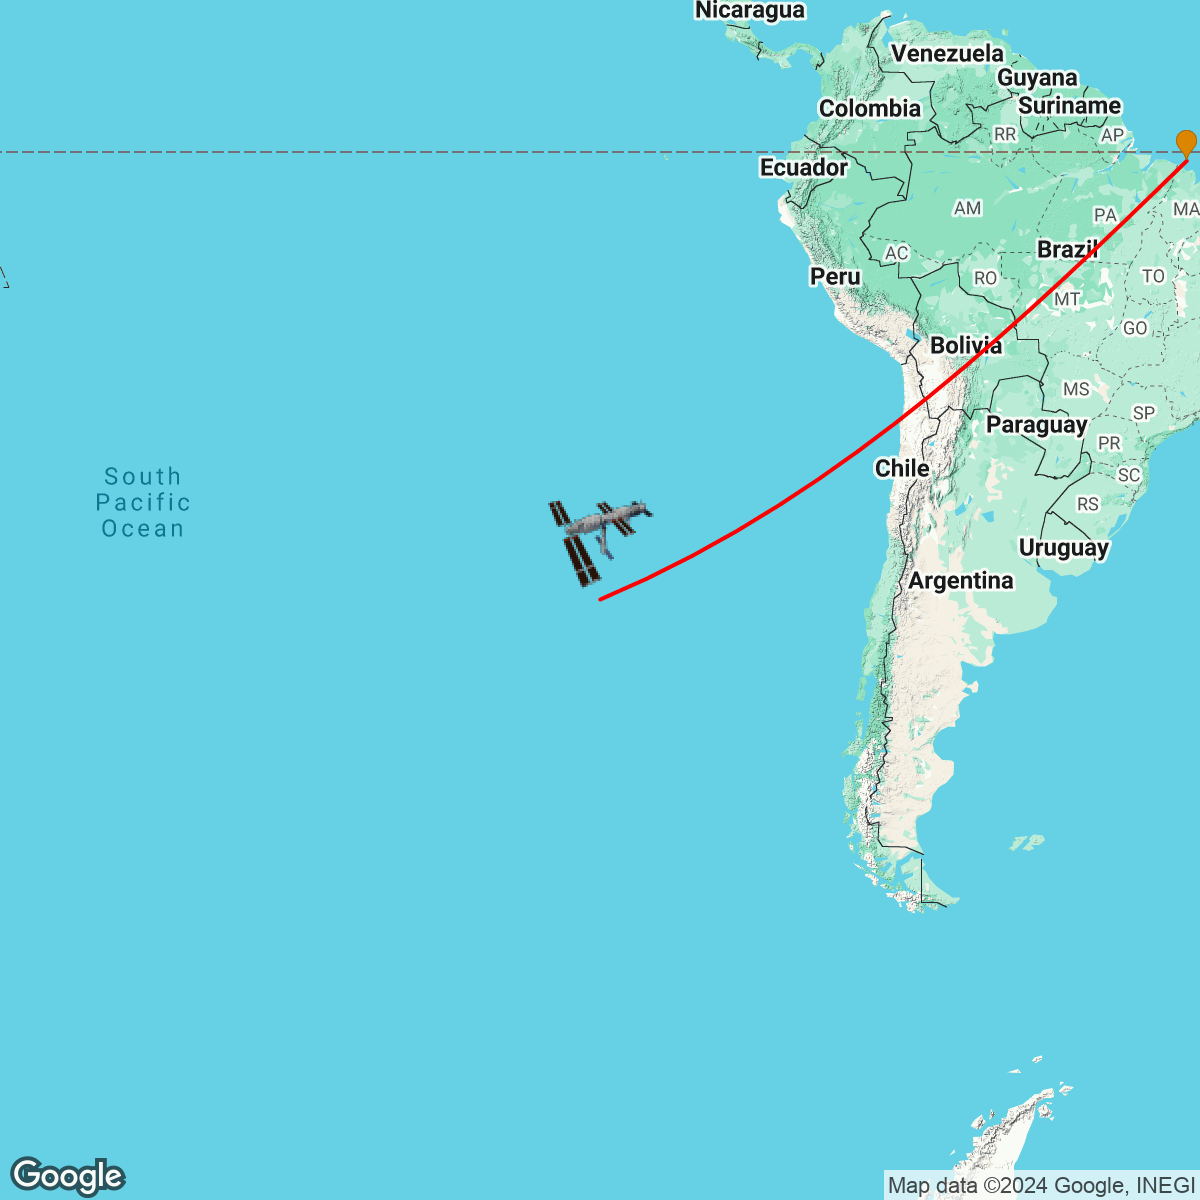 Nicaragua
Venezuela
Guyana
Colombia
Suriname
RR
AP
Ecuador
AM
PA
MA
Brazil
AC
Peru
RO
TO
MT
GO
Bolivia
MS
SP
Paraguay
PR
Chile
SC
South
Pacific
Ocean
RS
Uruguay
Argentina
Google
Map data ©2024 Google, INEGI